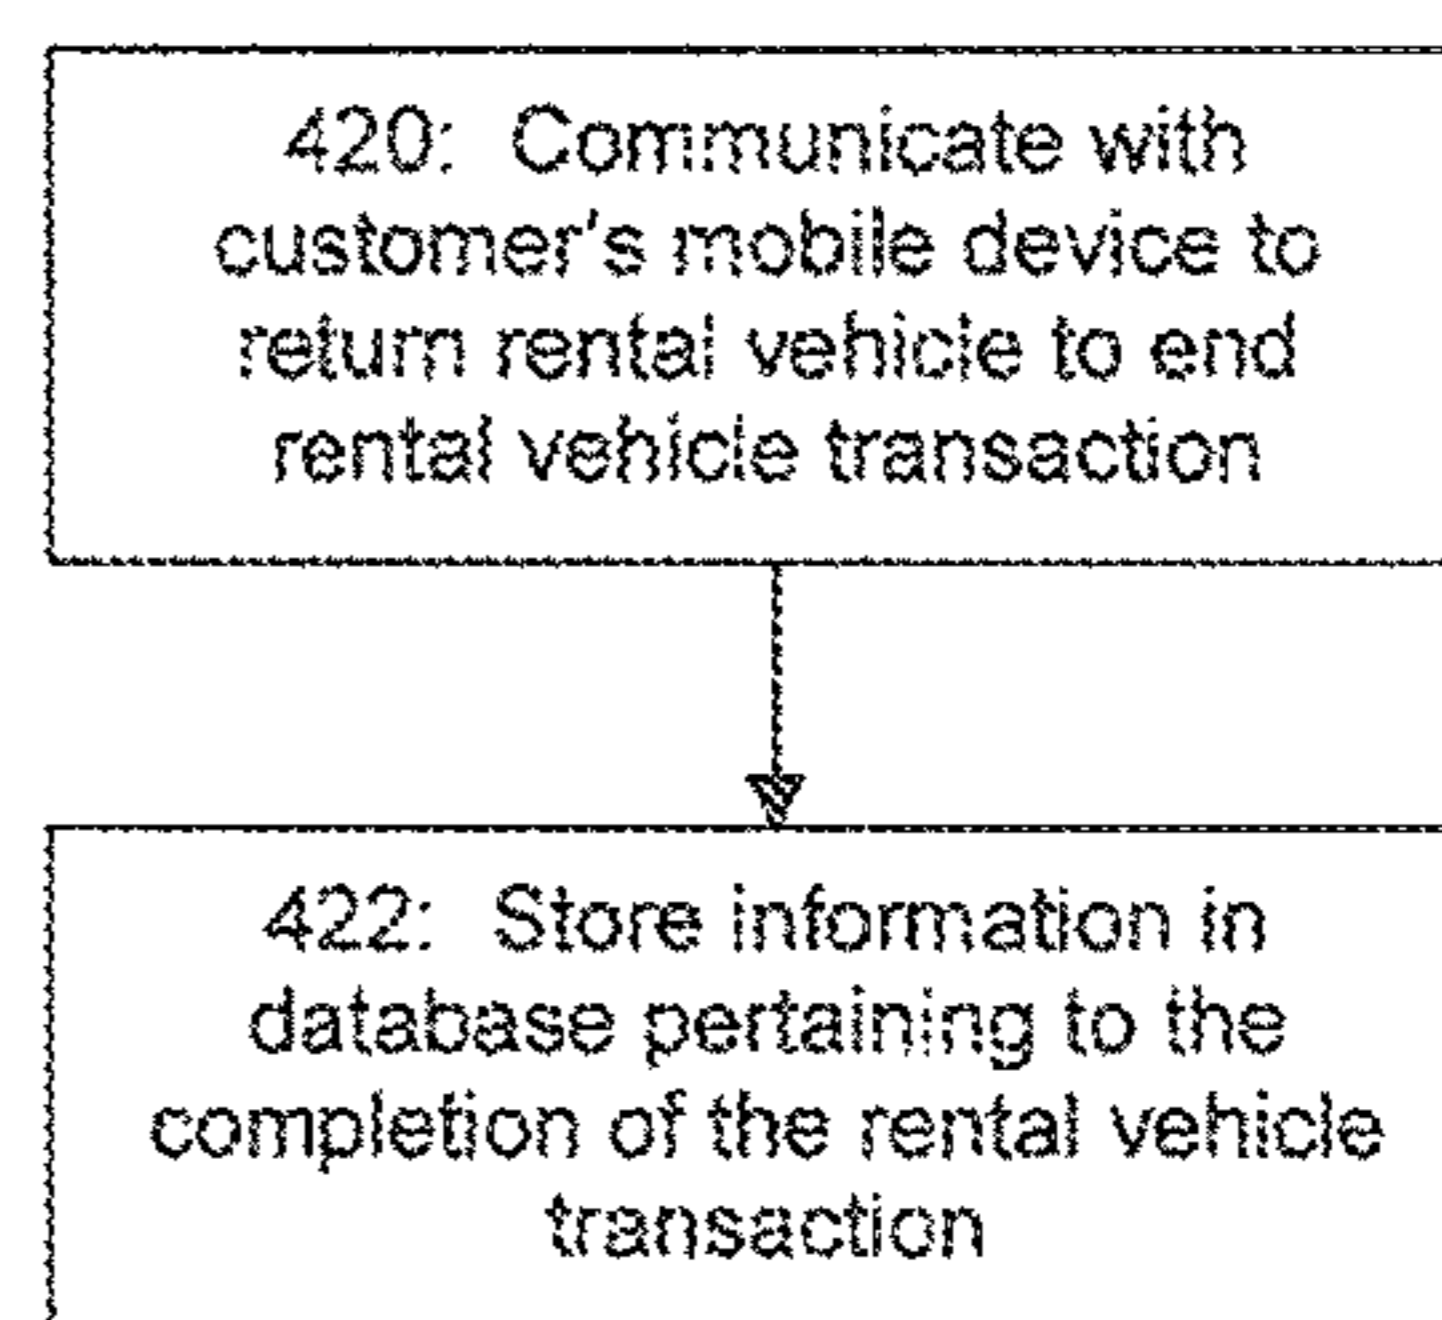 420: Communicate with
customer's mobile device to
return rental vehicle to end
rental vehicle transaction
422: Store information in
database pertaining to the
completion of the rental vehicle
transaction